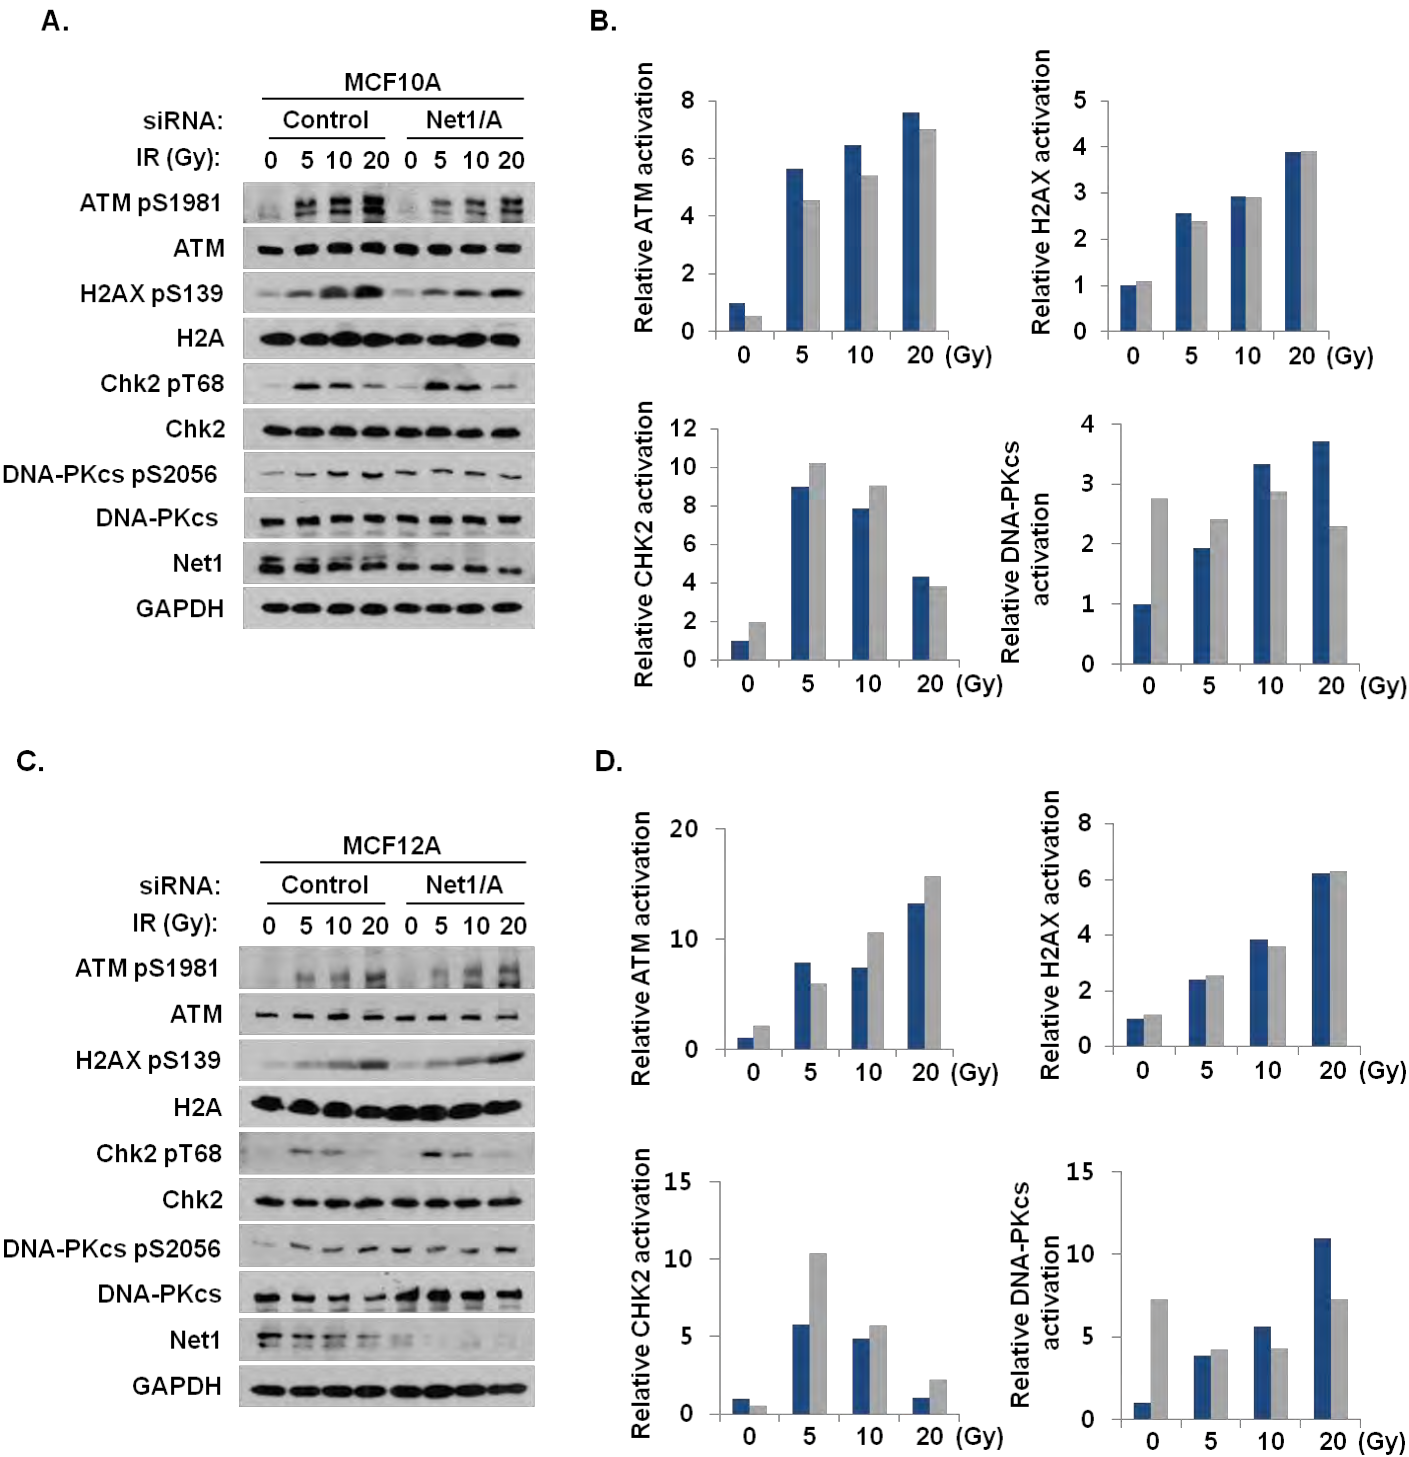 A.
MCF10A
siRNA: Control Net1/A
IR (Gy): 0 5 10 20 0 5 10 20
ATM pS1981
ATM
H2AX pS139
H2A
Chk2 pT68
Chk2
DNA-PKcs pS2056
DNA-PKcs
Net1
GAPDH
B.
Relative ATM activation
8
6
4
2
0
0 5 10 20 (Gy)
Relative H2AX activation
5
4
3
2
1
0
0 5 10 20 (Gy)
Relative CHK2 activation
12
10
8
6
4
2
0
0 5 10 20 (Gy)
Relative DNA-PKcs
activation
4
3
2
1
0
0 5 10 20 (Gy)
C.
MCF12A
siRNA: Control Net1/A
IR (Gy): 0 5 10 20 0 5 10 20
ATM pS1981
ATM
H2AX pS139
H2A
Chk2 pT68
Chk2
DNA-PKcs pS2056
DNA-PKcs
Net1
GAPDH
D.
Relative ATM activation
20
10
0
0 5 10 20 (Gy)
Relative H2AX activation
8
6
4
2
0
0 5 10 20 (Gy)
Relative CHK2 activation
15
10
5
0
0 5 10 20 (Gy)
Relative DNA-PKcs
activation
15
10
5
0
0 5 10 20 (Gy)